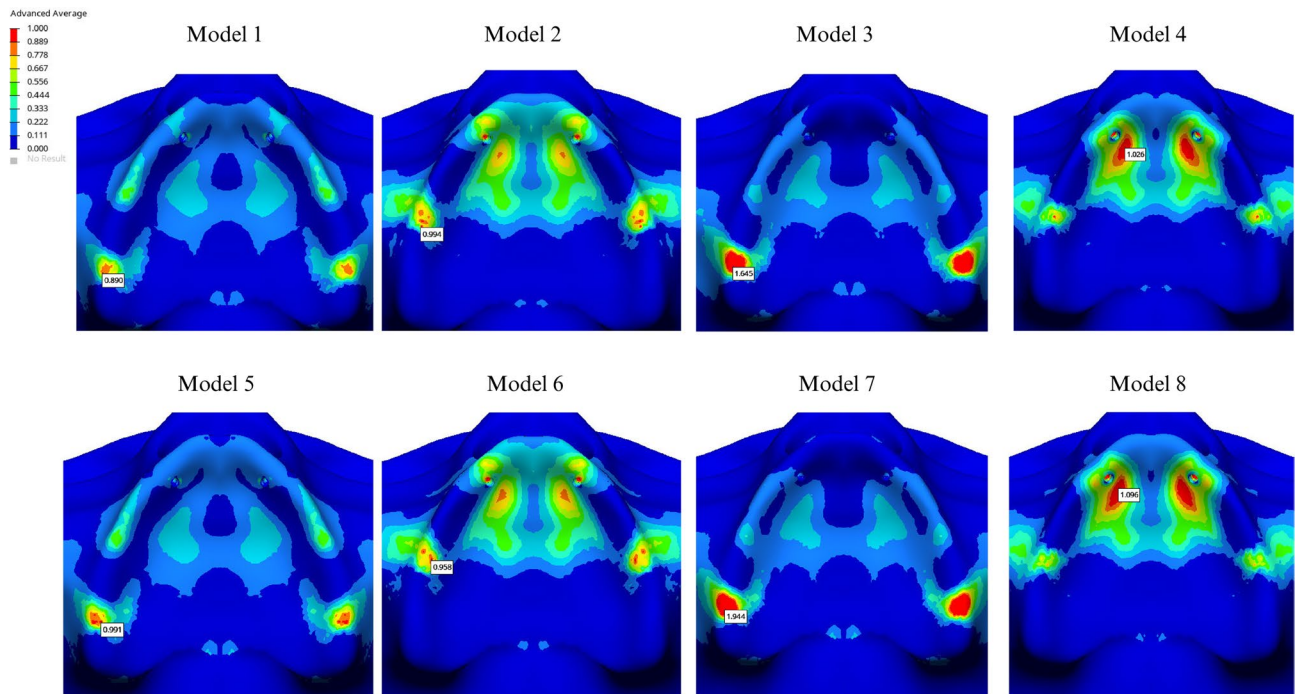 Advanced Average
1.000
0.889
0.778
0.667
0.556
0.444
0.333
0.222
0.111
0.000
No Result
Model 1
Model 2
Model 3
Model 4
0.890
0.994
1.645
1.026
Model 5
Model 6
Model 7
Model 8
0.991
0.958
1.944
1.096